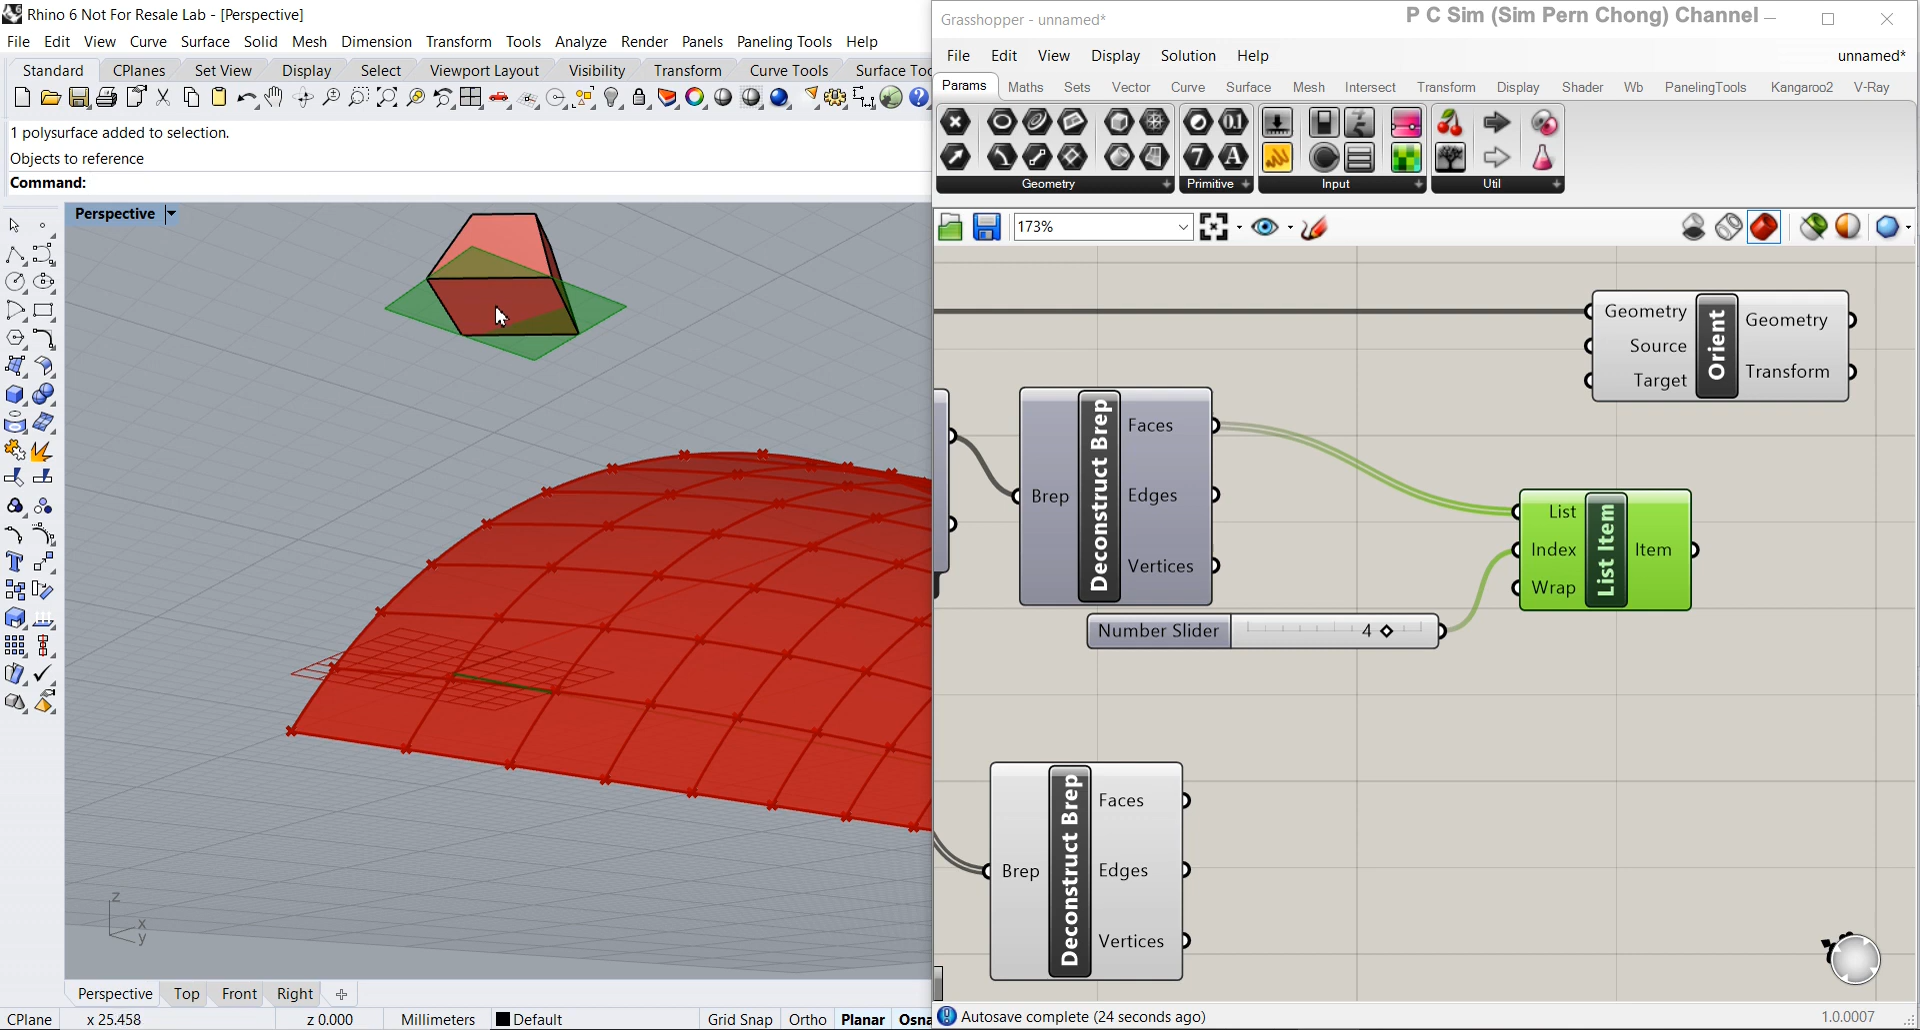 Rhino 6 Not For Resale Lab - [Perspective]
File Edit View Curve Surface Solid Mesh Dimension Transform Tools Analyze Render Panels Paneling Tools Help
Standard CPlanes Set View Display Select Viewport Layout Visibility Transform Curve Tools Surface Too
1 polysurface added to selection.
Objects to reference
Command:
Perspective
z
x
y
Perspective Top Front Right
CPlane x 25.458 z 0.000 Millimeters Default Grid Snap Ortho Planar Osna
Grasshopper - unnamed*
P C Sim (Sim Pern Chong) Channel
File Edit View Display Solution Help unnamed*
Params Maths Sets Vector Curve Surface Mesh Intersect Transform Display Shader Wb PanelingTools Kangaroo2 V-Ray
0.1
7 A
Geometry Primitive Input Util
173%
Geometry
Source
Target
Orient
Geometry
Transform
Brep
Deconstruct Brep
Faces
Edges
Vertices
List
Index
Wrap
List Item
Item
Number Slider 4
Brep
Deconstruct Brep
Faces
Edges
Vertices
Autosave complete (24 seconds ago) 1.0.0007